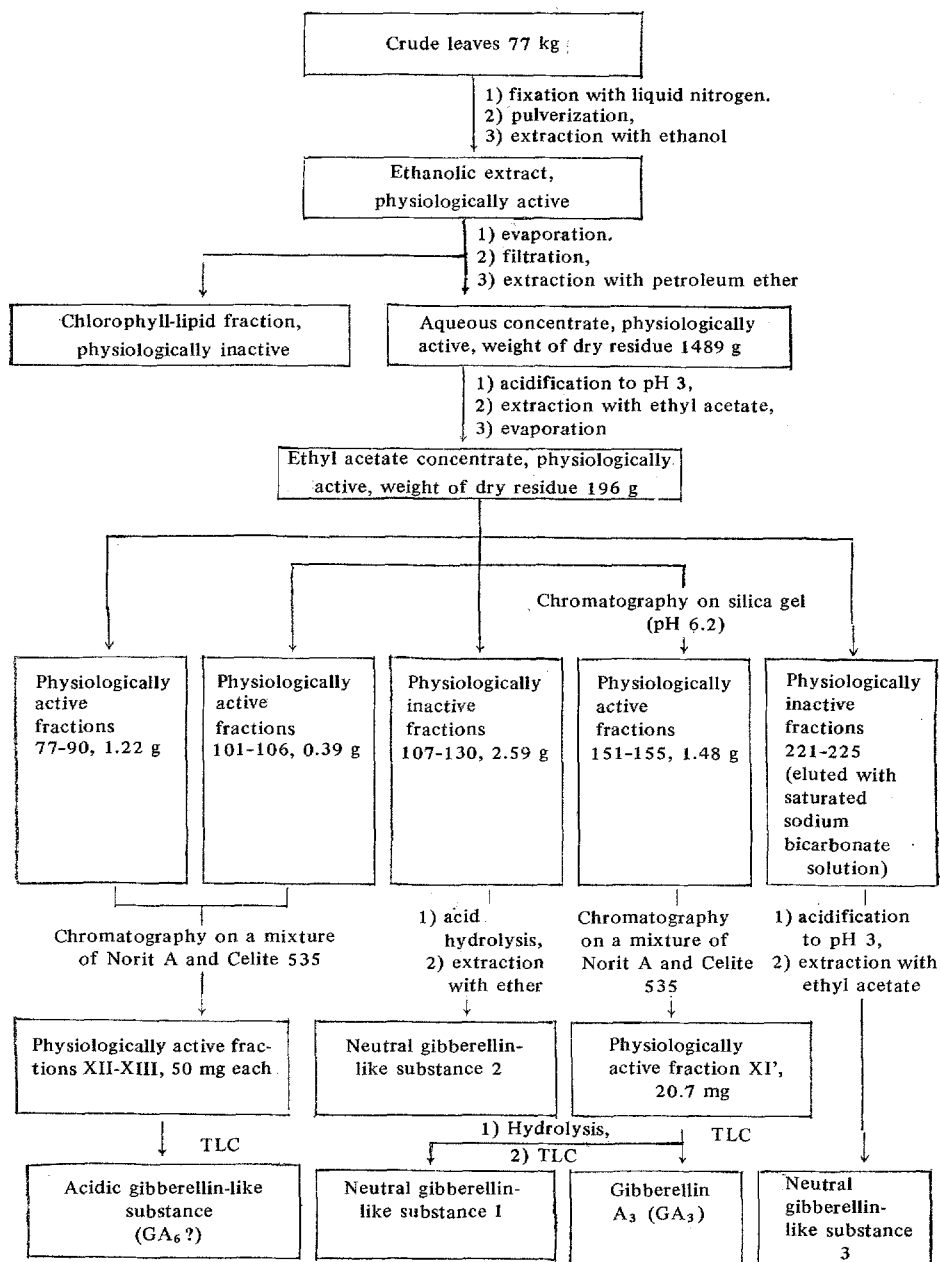 Crude leaves 77 kg
1) fixation with liquid nitrogen.
2) pulverization,
3) extraction with ethanol
Ethanolic extract,
physiologically active
1) evaporation.
2) filtration,
3) extraction with petroleum ether
Chlorophyll-lipid fraction,
physiologically inactive
Aqueous concentrate, physiologically
active, weight of dry residue 1489 g
1) acidification to pH 3,
2) extraction with ethyl acetate,
3) evaporation
Ethyl acetate concentrate, physiologically
active, weight of dry residue 196 g
Chromatography on silica gel
(pH 6.2)
Physiologically
active
fractions
77-90, 1.22 g
Physiologically
active
fractions
101-106, 0.39 g
Physiologically
inactive
fractions
107-130, 2.59 g
Physiologically
active
fractions
151-155, 1.48 g
Physiologically
inactive
fractions
221-225
(eluted with
saturated
sodium
bicarbonate
solution)
Chromatography on a mixture
of Norit A and Celite 535
1) acid
hydrolysis,
2) extraction
with ether
Chromatography
on a mixture of
Norit A and Celite
535
1) acidification
to pH 3,
2) extraction with
ethyl acetate
Physiologically active frac-
tions XII-XIII, 50 mg each
Neutral gibberellin-
like substance 2
Physiologically
active fraction XI',
20.7 mg
TLC
1) Hydrolysis,
2) TLC
TLC
Acidic gibberellin-like
substance
(GA6 ?)
Neutral gibberellin-
like substance 1
Gibberellin
A3 (GA3)
Neutral
gibberellin-
like substance
3